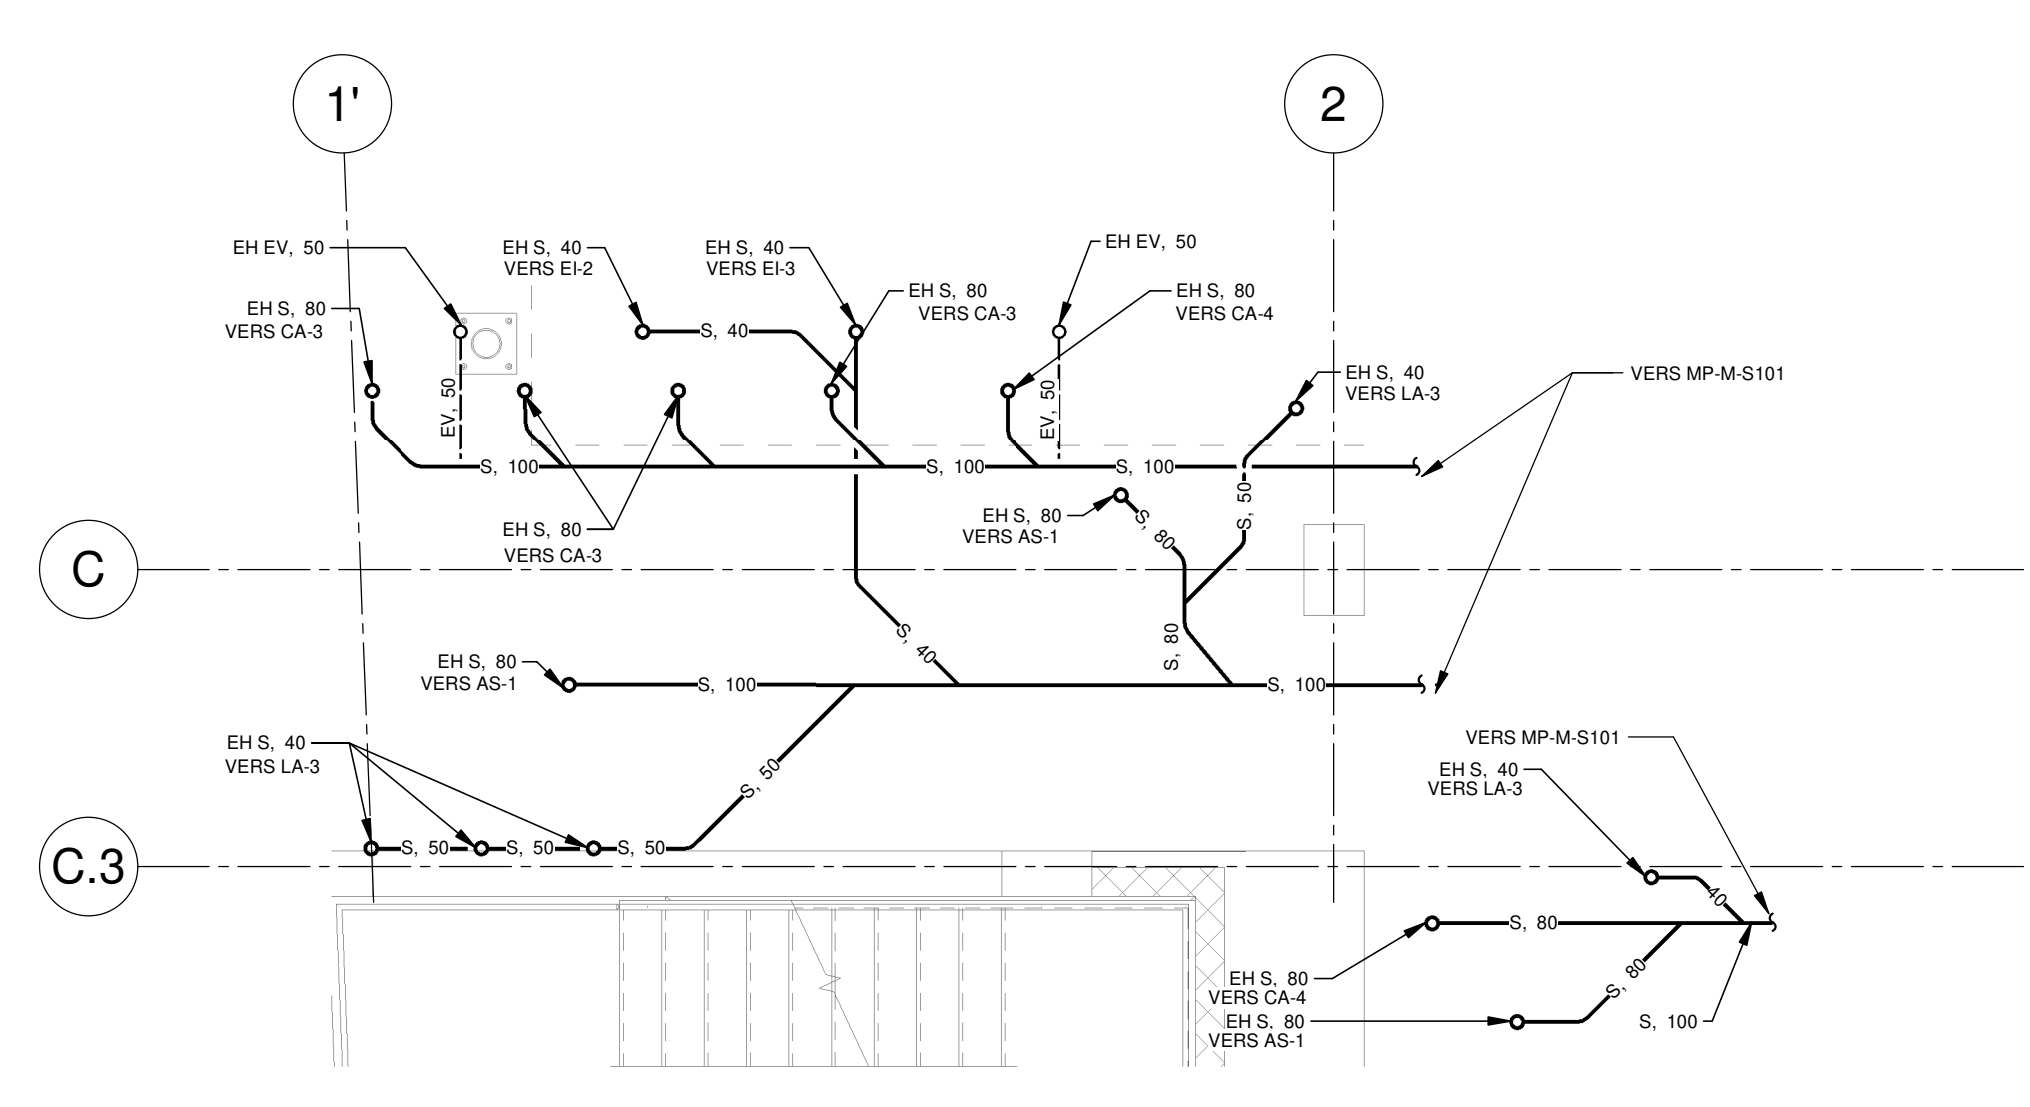 1'
2
EH EV, 50
EH S, 40
VERS EI-2
EH S, 40
VERS EI-3
EH EV, 50
EH S, 80
VERS CA-3
EH S, 80
VERS CA-3
EH S, 80
VERS CA-4
S, 40
EH S, 40
VERS LA-3
VERS MP-M-S101
EV, 50
EV, 50
S, 100
S, 100
S, 100
S, 50
EH S, 80
VERS CA-3
EH S, 80
VERS AS-1
S, 80
C
S, 40
S, 80
EH S, 80
VERS AS-1
S, 100
S, 100
EH S, 40
VERS LA-3
S, 50
VERS MP-M-S101
EH S, 40
VERS LA-3
S, 50
S, 50
S, 50
C.3
40
S, 80
EH S, 80
VERS CA-4
S, 80
EH S, 80
VERS AS-1
S, 100